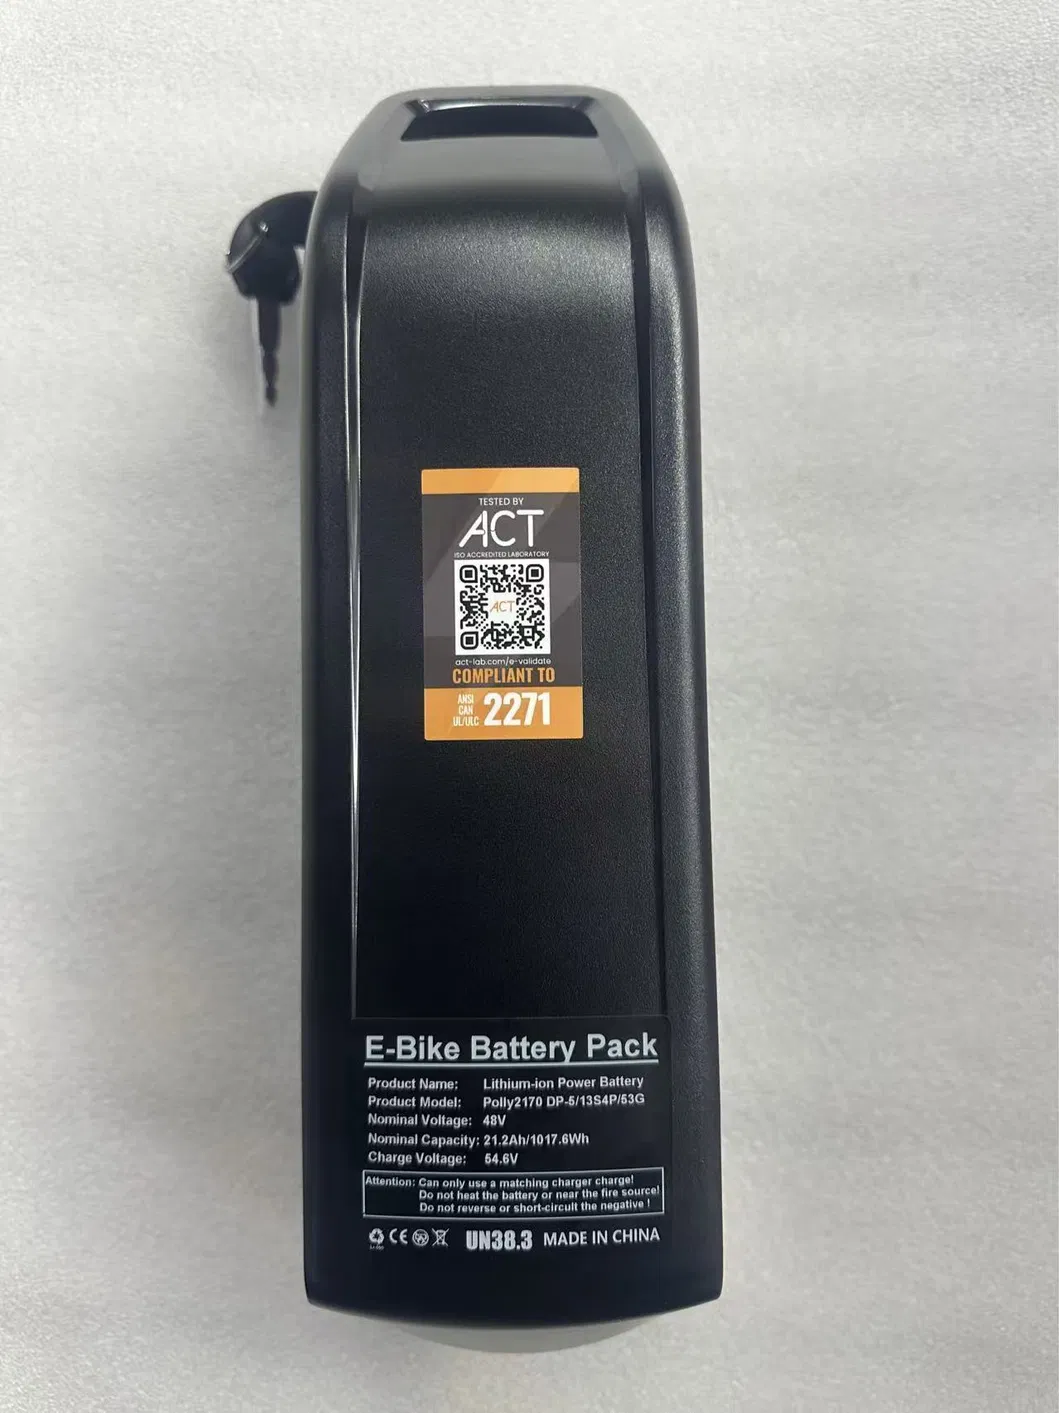 TESTED BY
ACT
ISO ACCREDITED LABORATORY
ACT
act-lab.com/e-validate
COMPLIANT TO
ANSI
CAN
UL/ULC 2271
E-Bike Battery Pack
Product Name: Lithium-ion Power Battery
Product Model: Polly2170 DP-5/13S4P/53G
Nominal Voltage: 48V
Nominal Capacity: 21.2Ah/1017.6Wh
Charge Voltage: 54.6V
Attention: Can only use a matching charger charge!
Do not heat the battery or near the fire source!
Do not reverse or short-circult the negative !
CE UN38.3 MADE IN CHINA